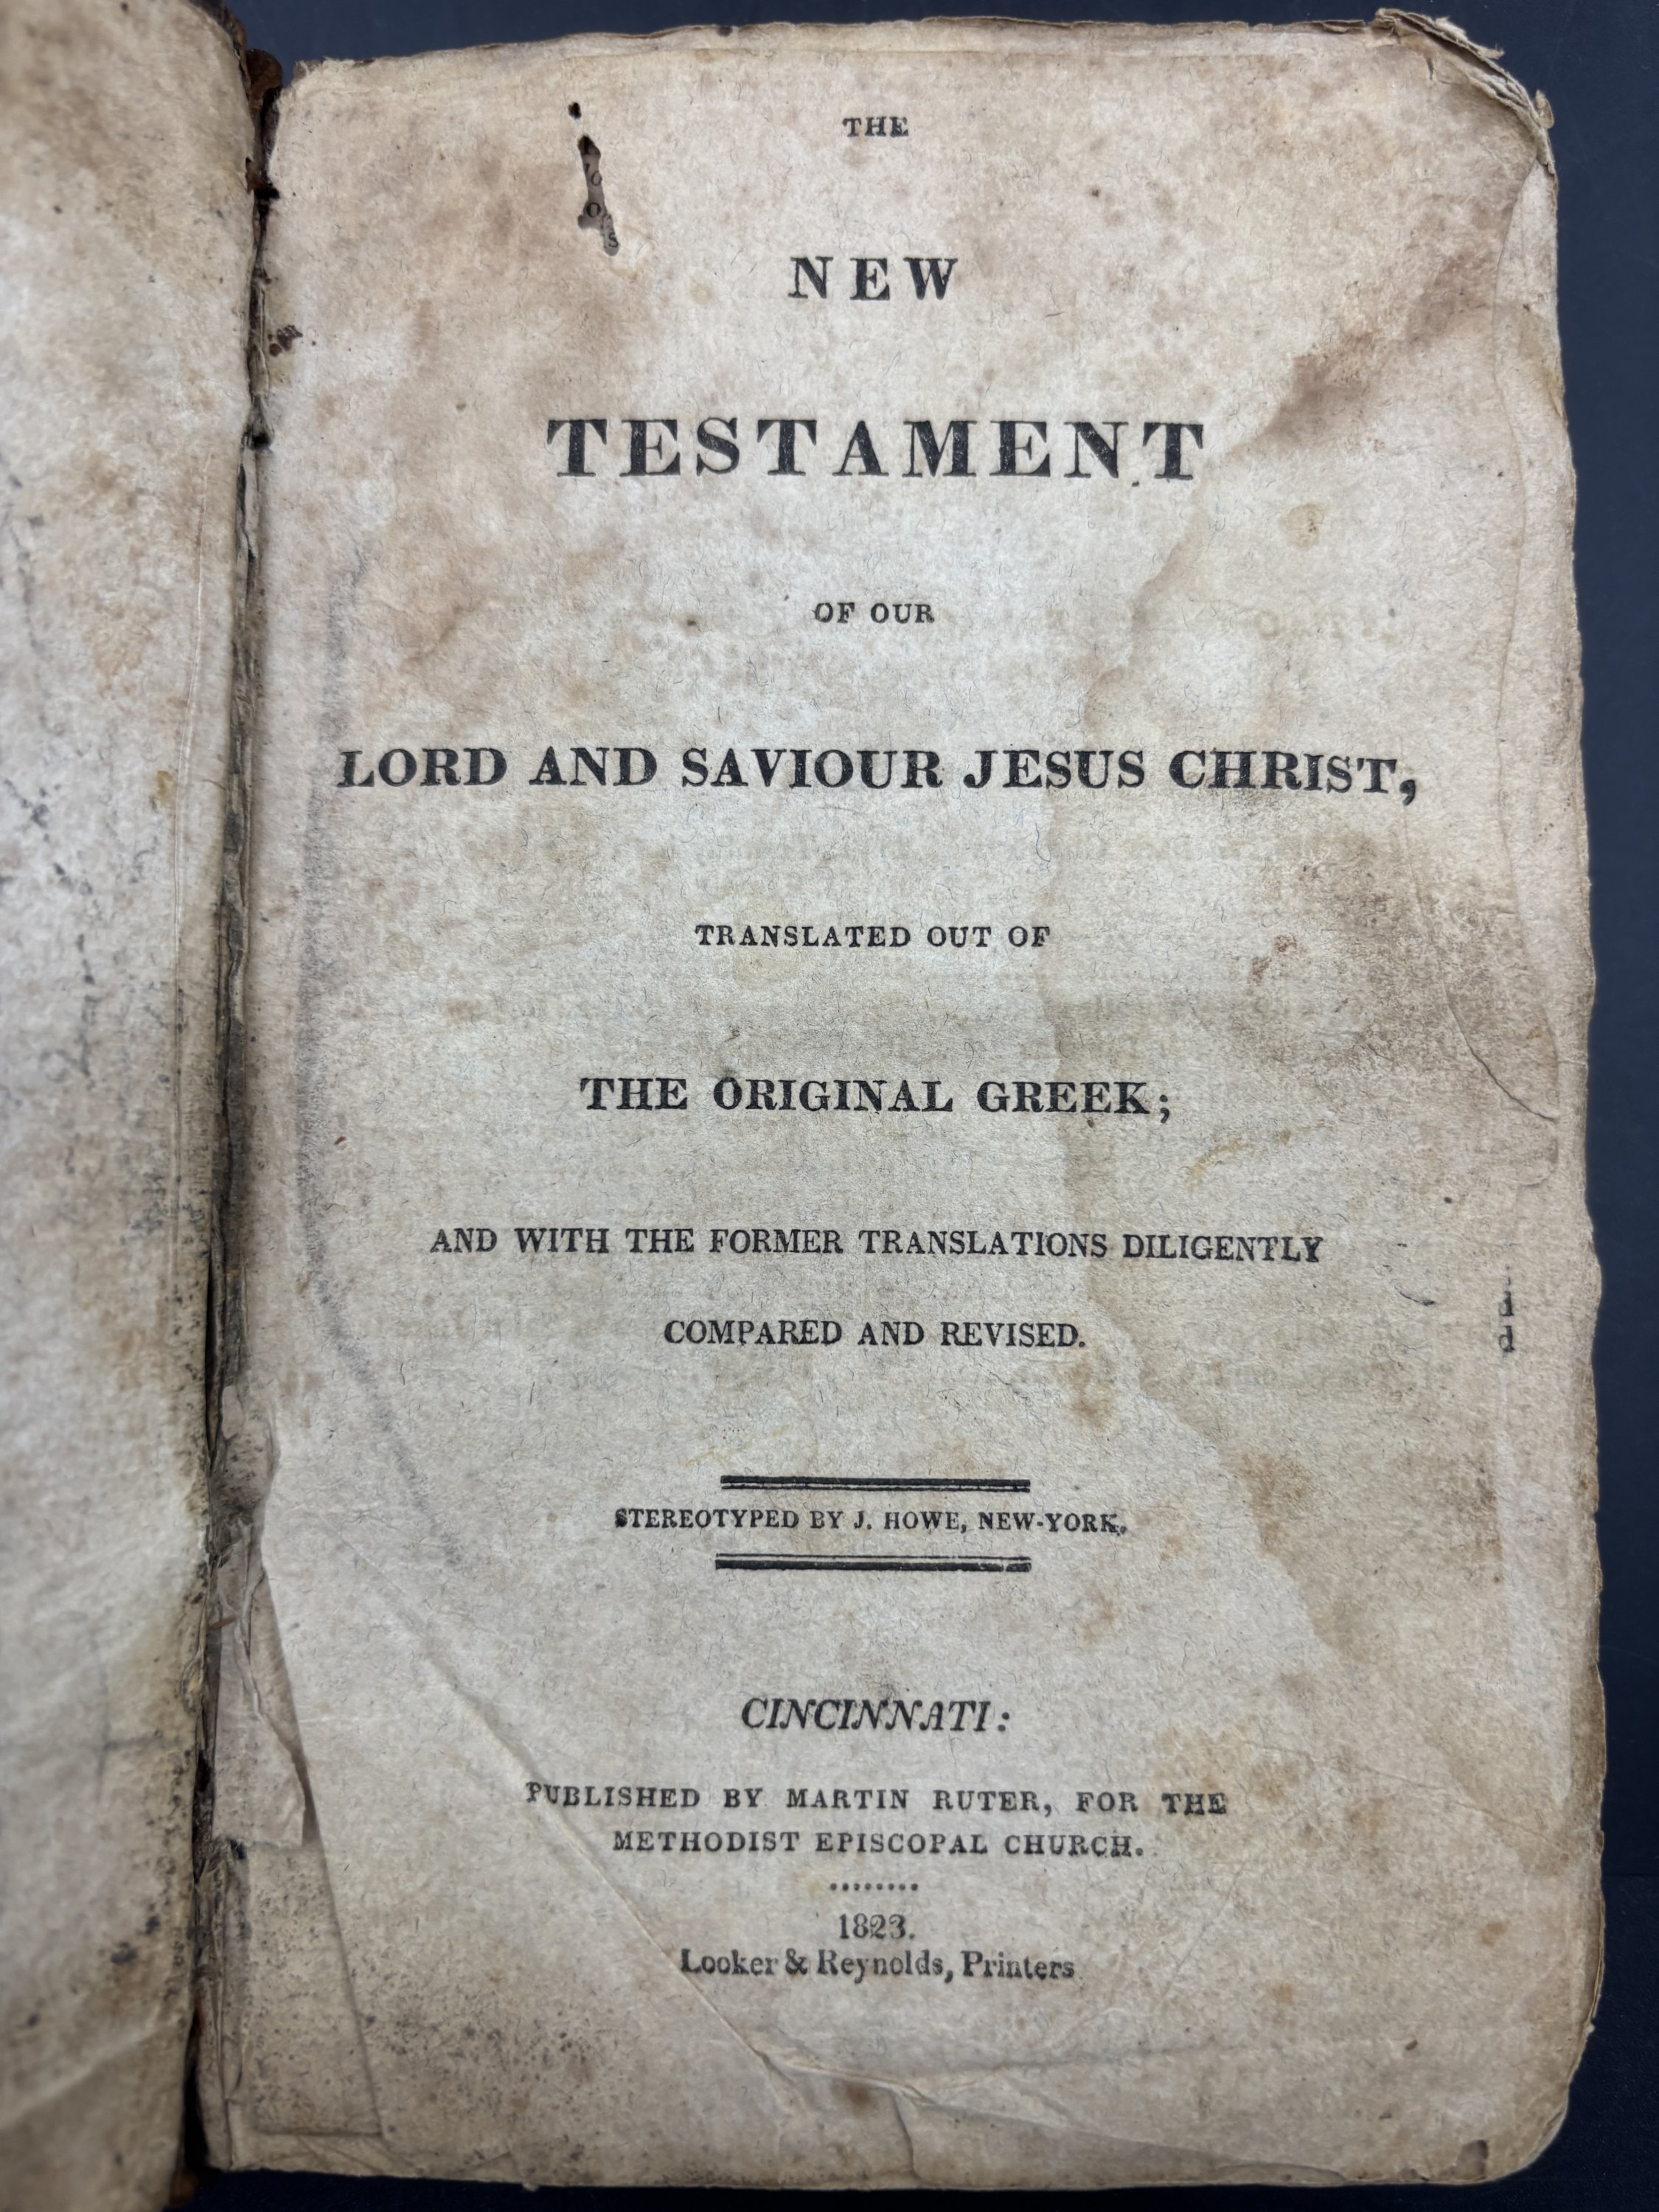 THE
NEW
TESTAMENT
OF OUR
LORD AND SAVIOUR JESUS CHRIST,
TRANSLATED OUT OF
THE ORIGINAL GREEK;
AND WITH THE FORMER TRANSLATIONS DILIGENTLY
COMPARED AND REVISED.
STEREOTYPED BY J. HOWE, NEW-YORK.
CINCINNATI:
PUBLISHED BY MARTIN RUTER, FOR THE
METHODIST EPISCOPAL CHURCH.
........
1823.
Looker & Reynolds, Printers